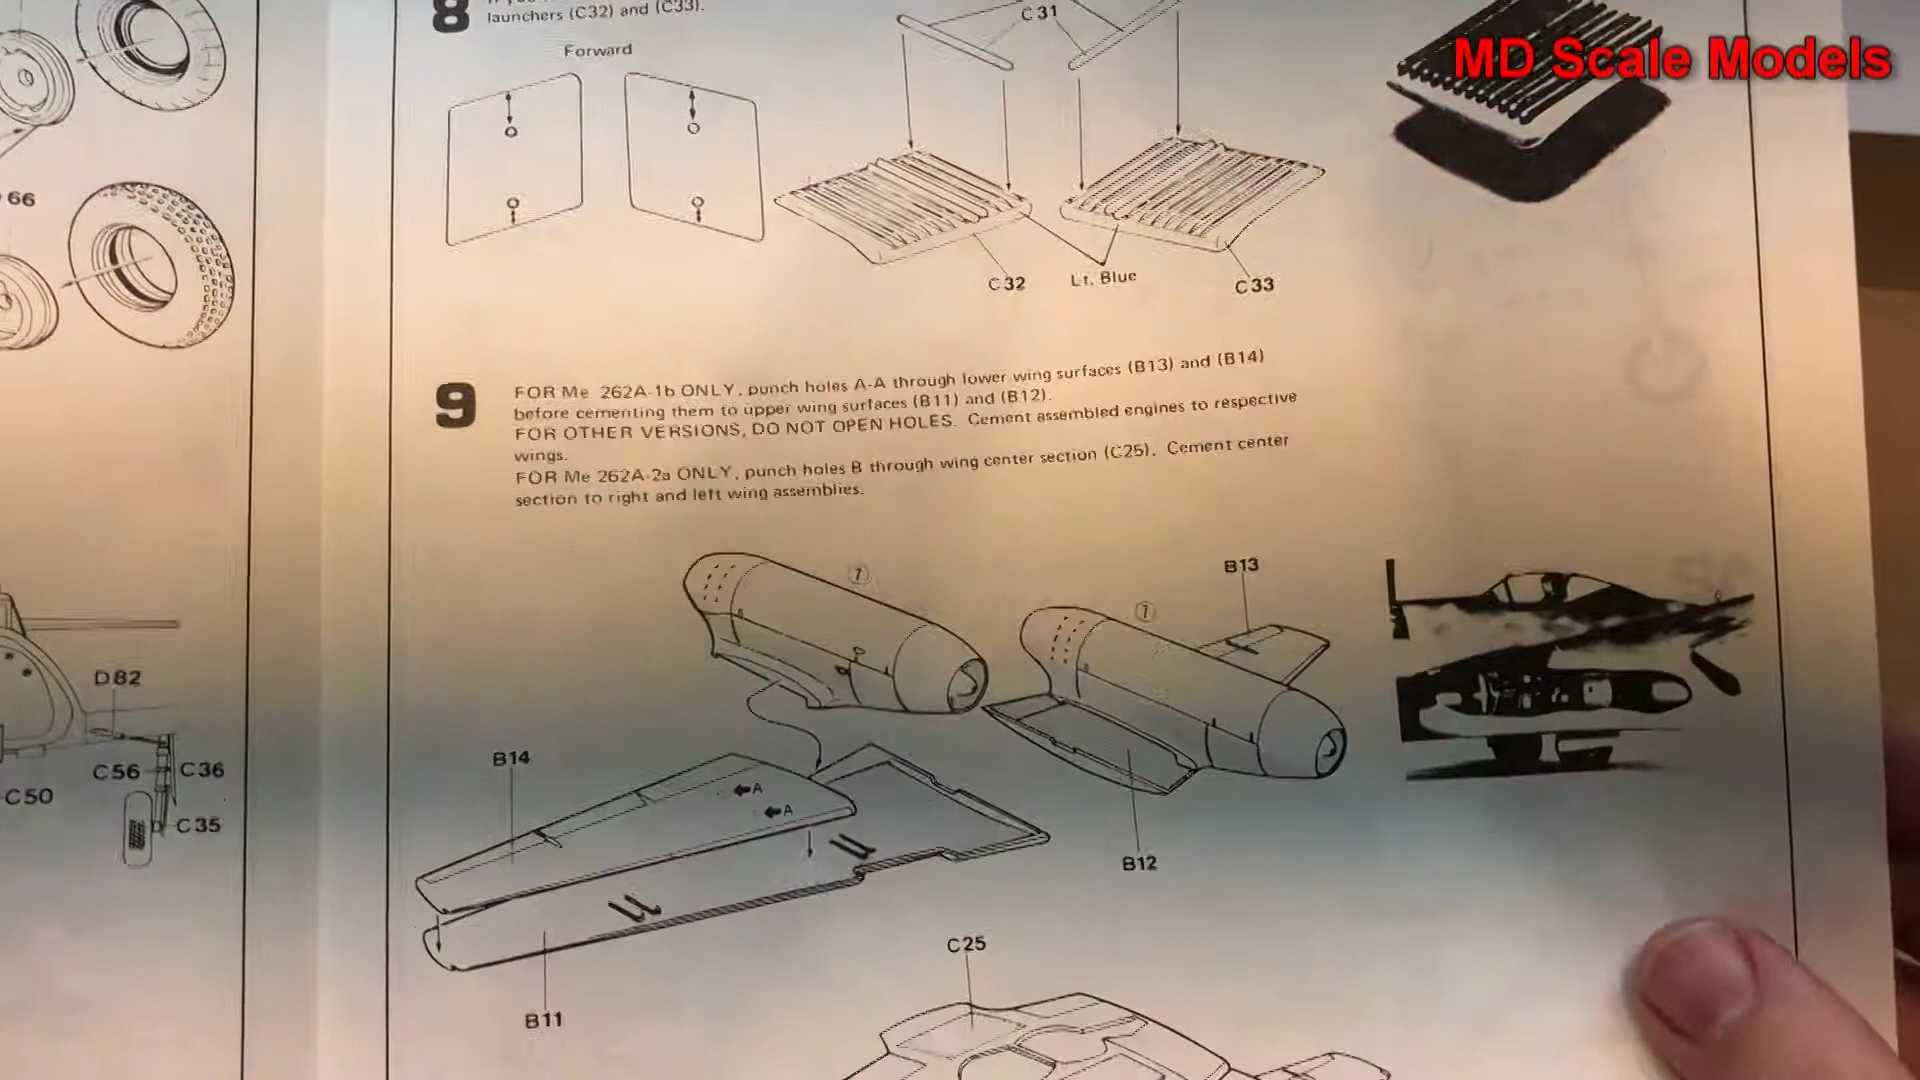 MD Scale Models
8
launchers (C32) and (C33).
Forward
C31
C32
Lt. Blue
C33
66
9
FOR Me 262A-1b ONLY, punch holes A-A through lower wing surfaces (B13) and (B14)
before cementing them to upper wing surfaces (B11) and (B12).
FOR OTHER VERSIONS, DO NOT OPEN HOLES. Cement assembled engines to respective
wings.
FOR Me 262A-2a ONLY, punch holes B through wing center section (C25). Cement center
section to right and left wing assemblies.
7
7
B13
D82
B14
C56
C36
C50
C35
A
A
B12
C25
B11